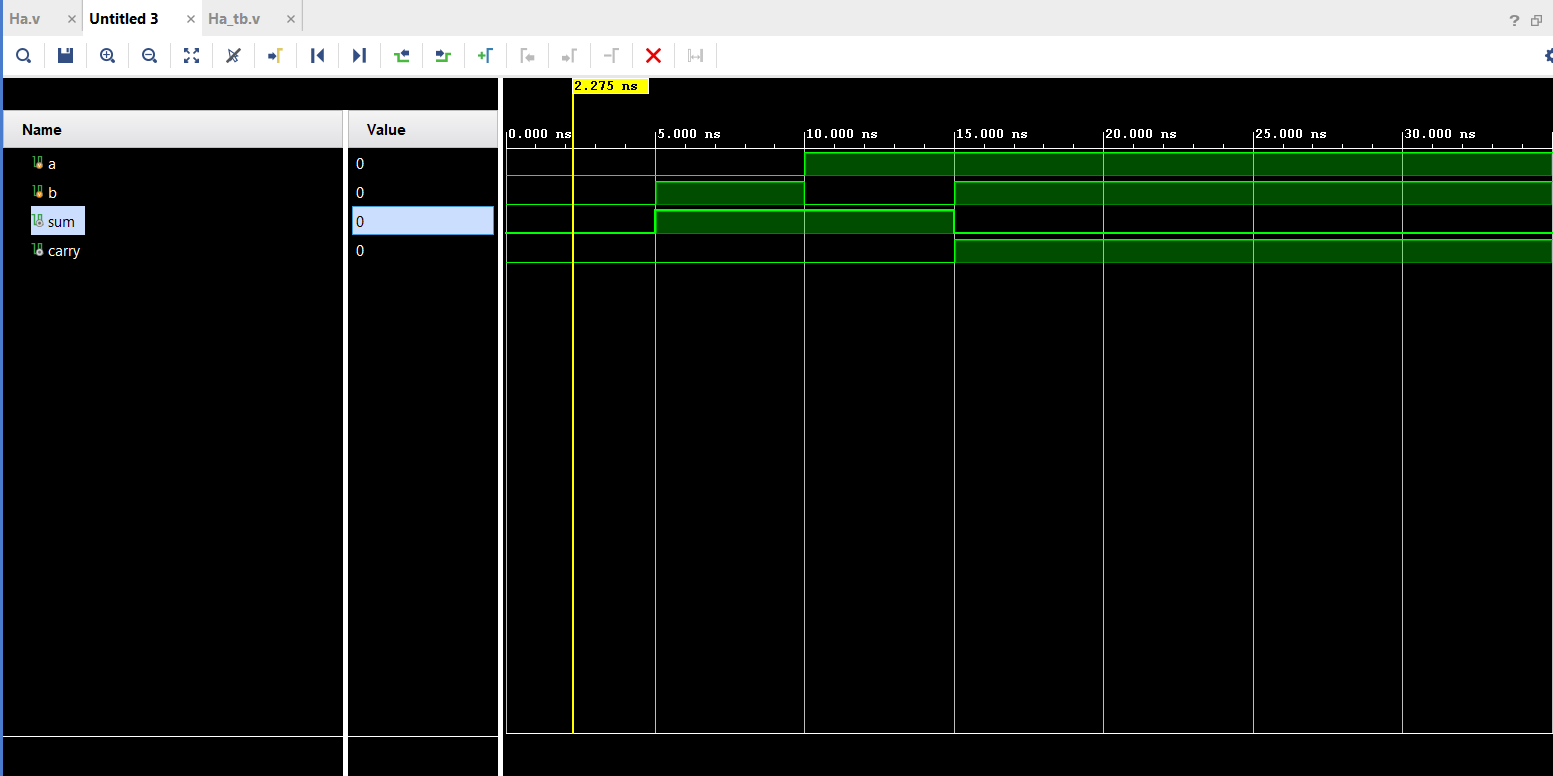 Ha.v Untitled 3 Ha_tb.v
?
2.275 ns
Name Value
0.000 ns 5.000 ns 10.000 ns 15.000 ns 20.000 ns 25.000 ns 30.000 ns
a 0
b 0
sum 0
carry 0